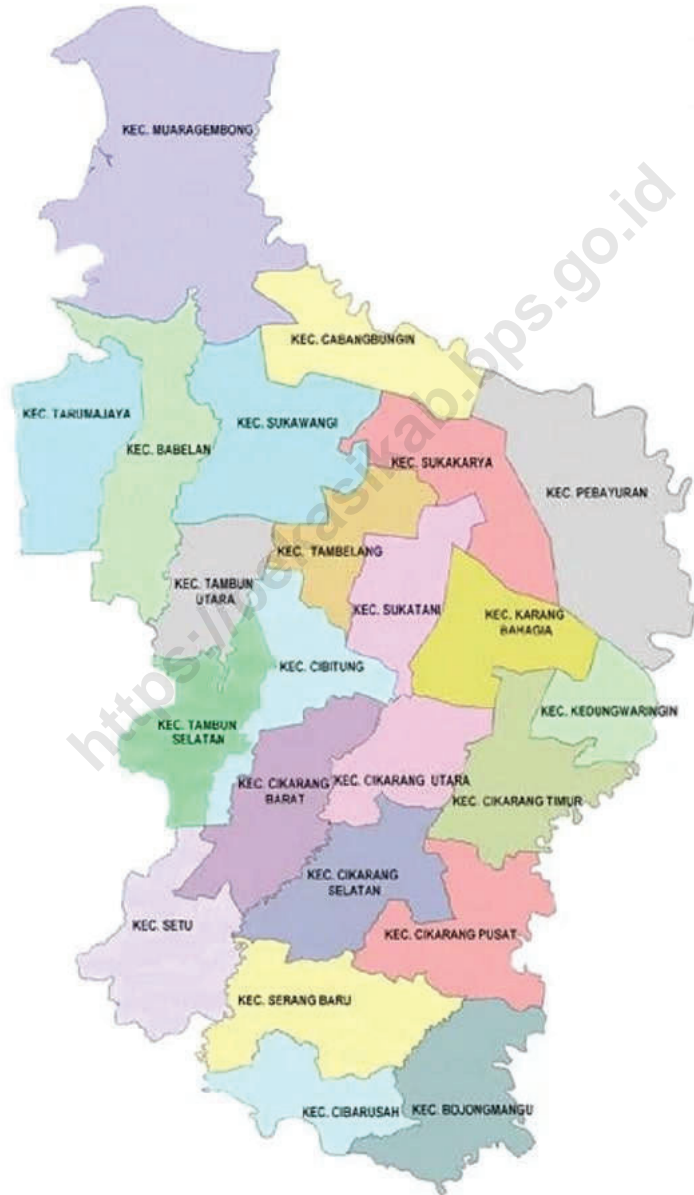 KEC. MUARAGEMBONG
KEC. CABANGBUNGIN
KEC. TARUMAJAYA
KEC. BABELAN
KEC. SUKAWANGI
KEC. SUKAKARYA
KEC. PEBAYURAN
KEC. TAMBUN
UTARA
KEC. TAMBELANG
KEC. SUKATANI
KEC. KARANG
BAHAGIA
KEC. CIBITUNG
KEC. KEDUNGWARINGIN
KEC. TAMBUN
SELATAN
KEC. CIKARANG
BARAT
KEC. CIKARANG UTARA
KEC. CIKARANG TIMUR
KEC. CIKARANG
SELATAN
KEC. SETU
KEC. CIKARANG PUSAT
KEC. SERANG BARU
KEC. CIBARUSAH
KEC. BOJONGMANGU
https://bekasikab.bps.go.id